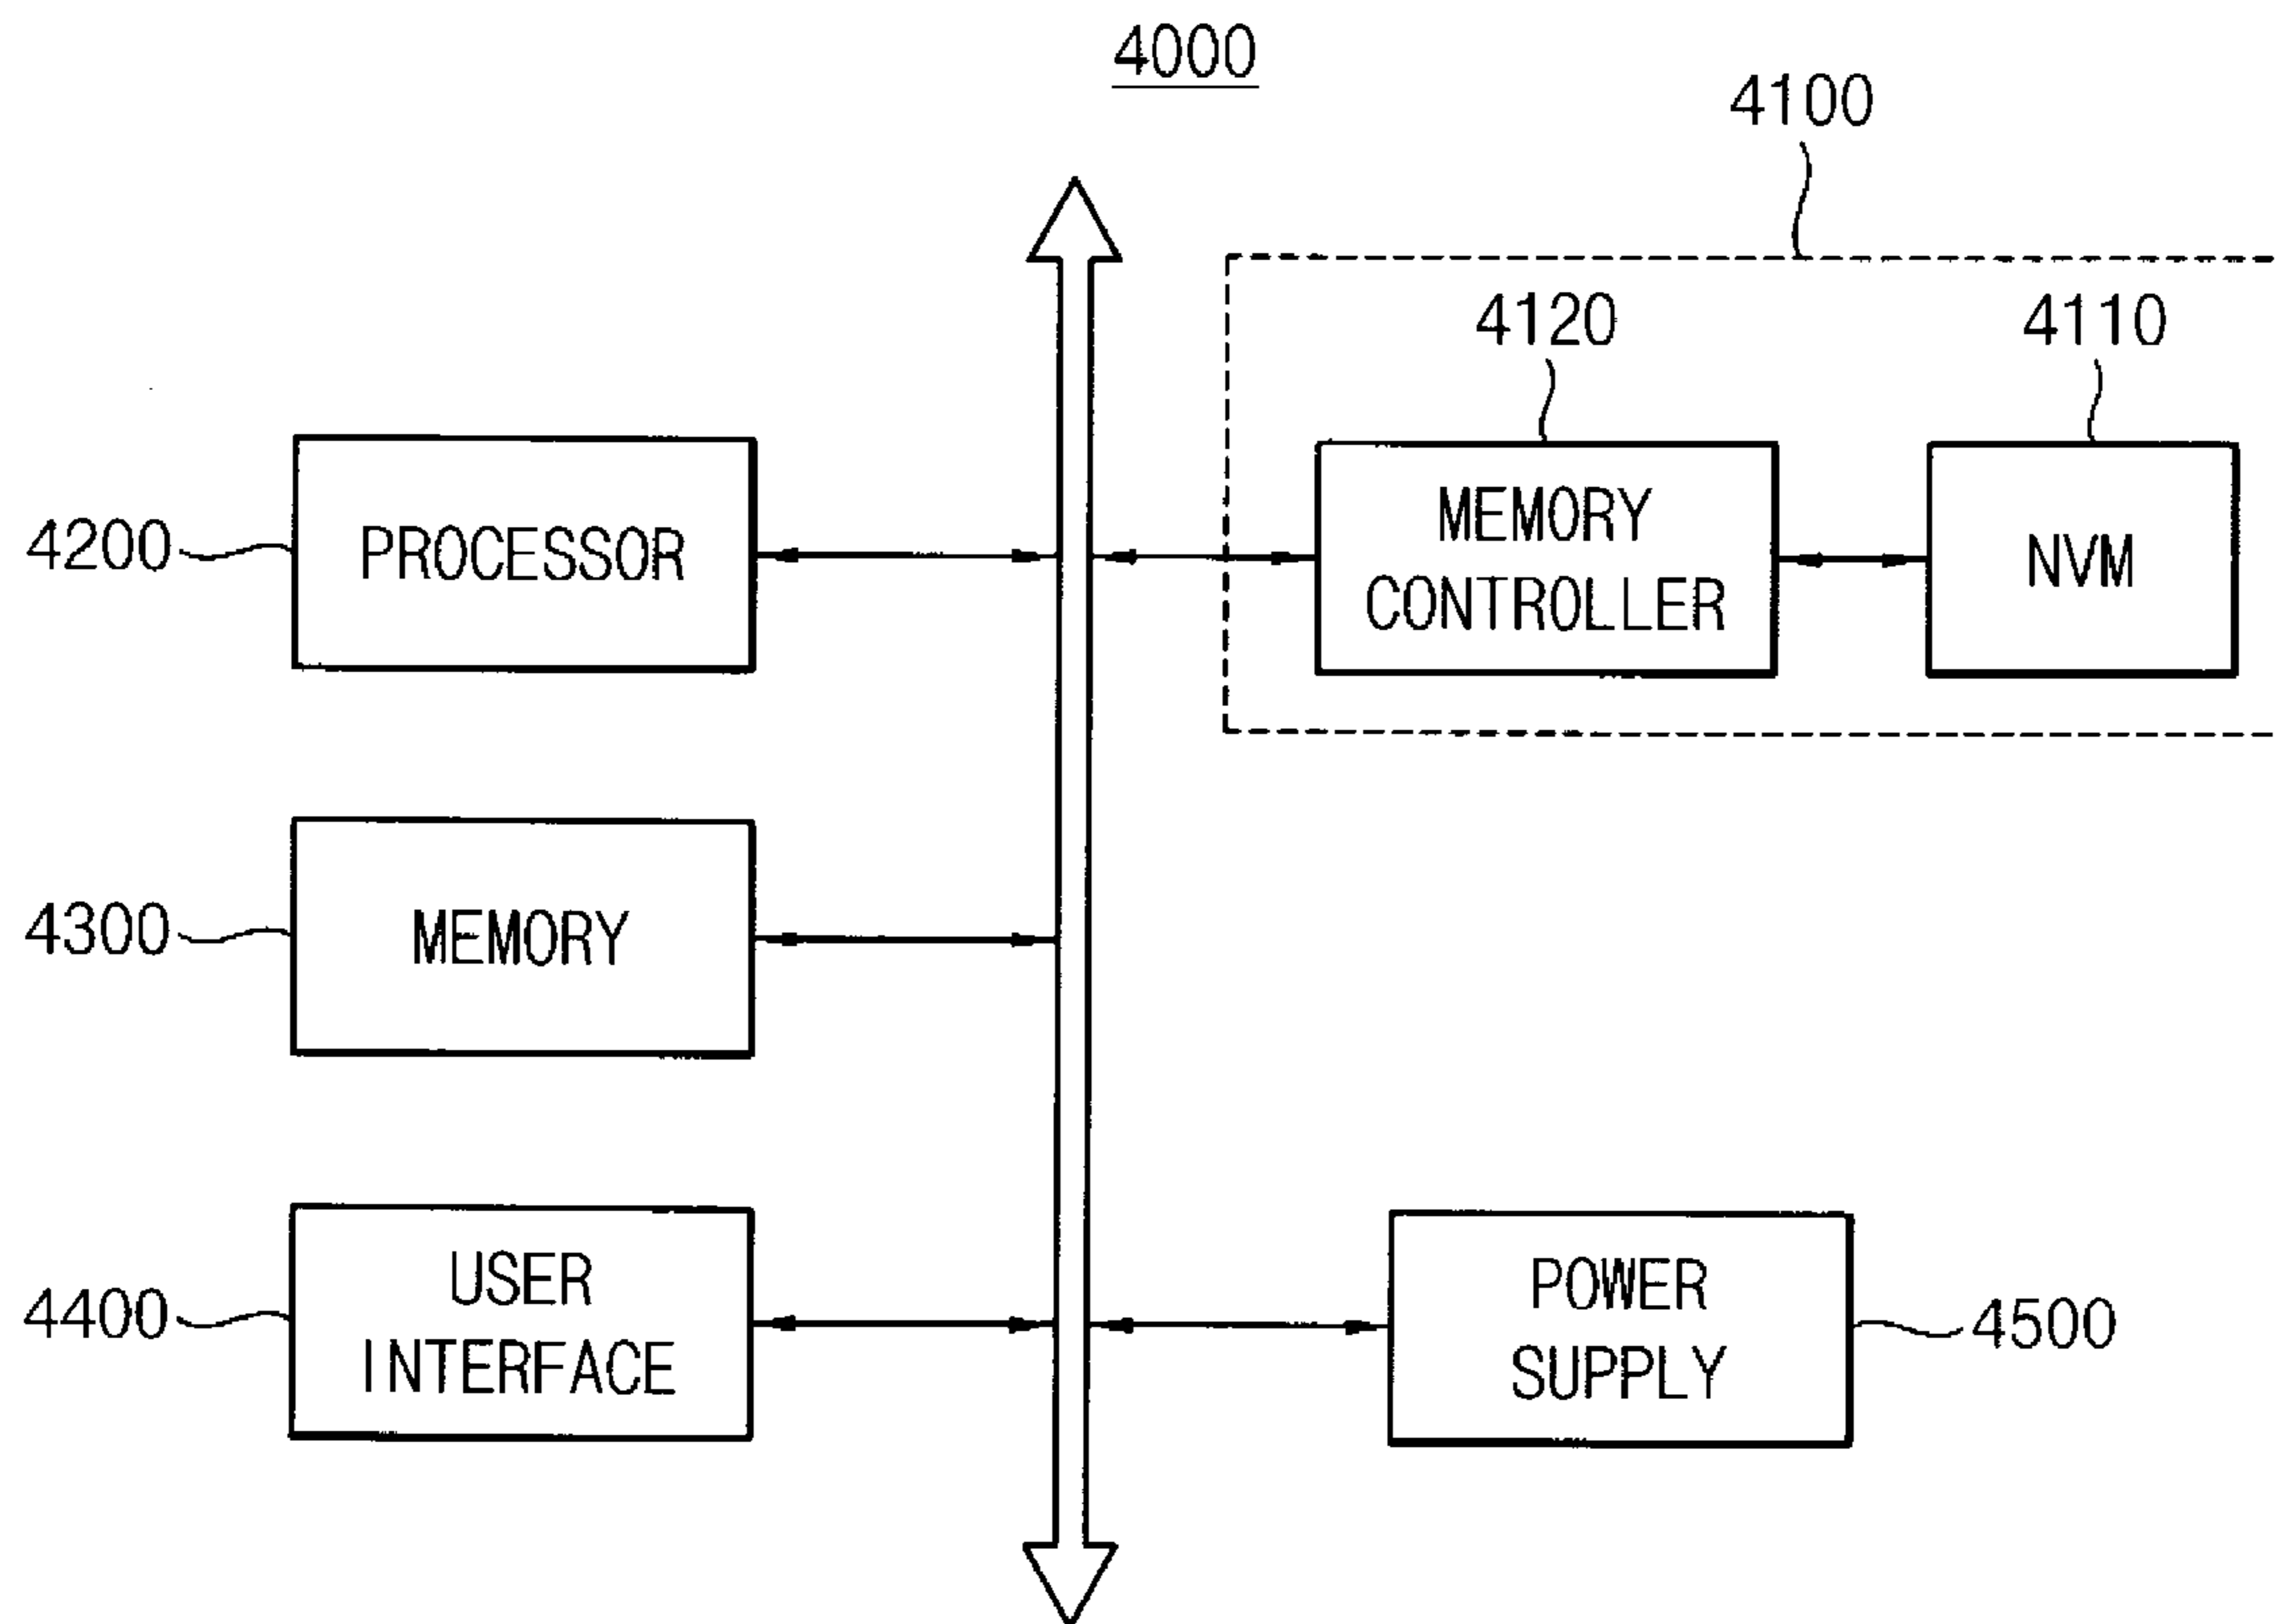 4000
4100
4120
4110
4200
PROCESSOR
MEMORY
CONTROLLER
NVM
4300
MEMORY
4400
USER
INTERFACE
POWER
SUPPLY
4500